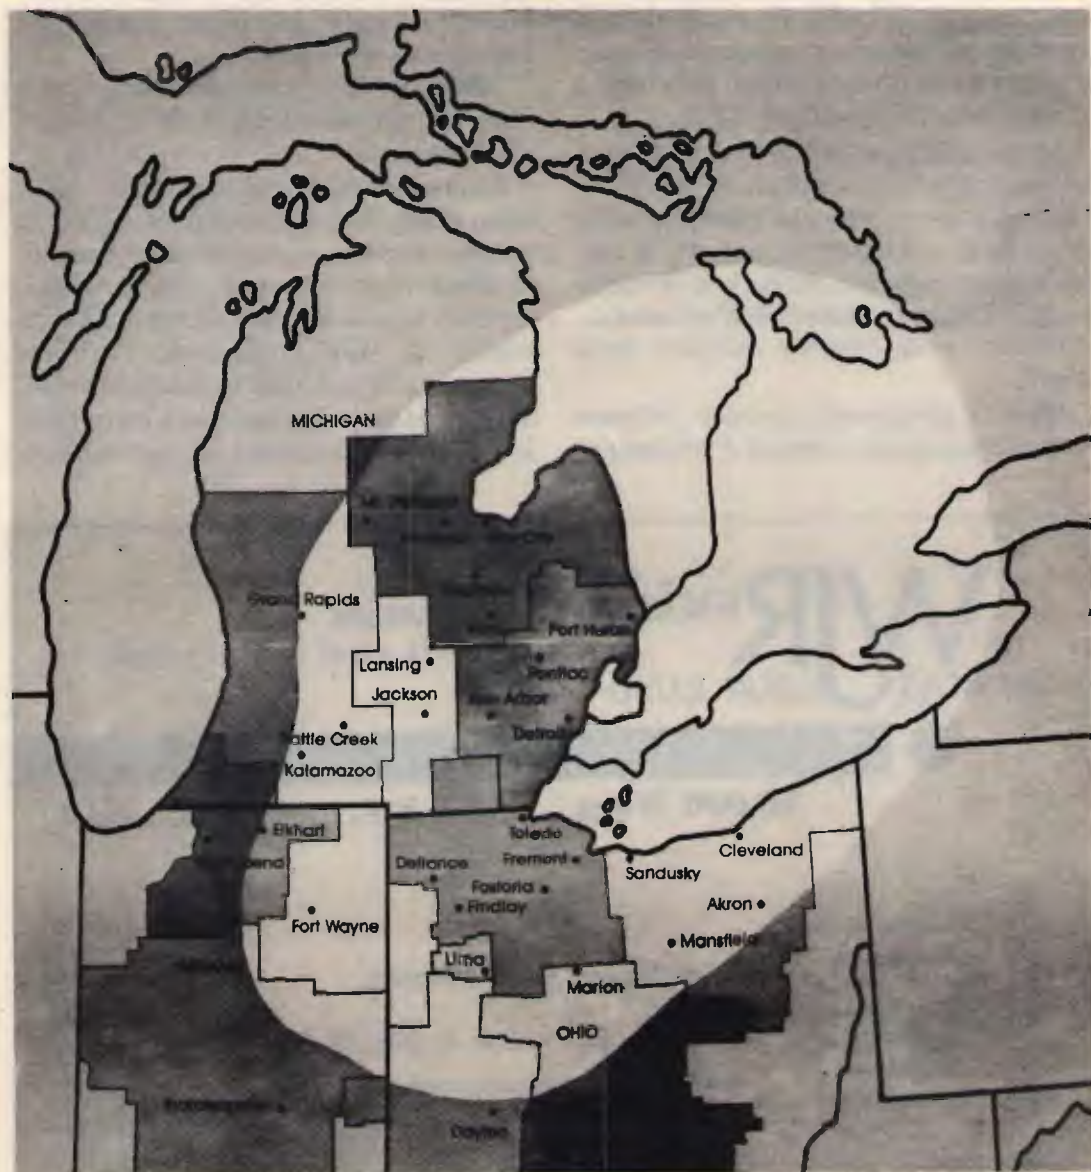 MICHIGAN
Grand Rapids
Port Huron
Lansing
Pontiac
Jackson
Ann Arbor
Detroit
Battle Creek
Kalamazoo
Elkhart
Toledo
Cleveland
Defiance
Fremont
Sandusky
Fostoria
Akron
Findlay
Fort Wayne
Mansfield
Lima
Marion
OHIO
Indianapolis
Dayton